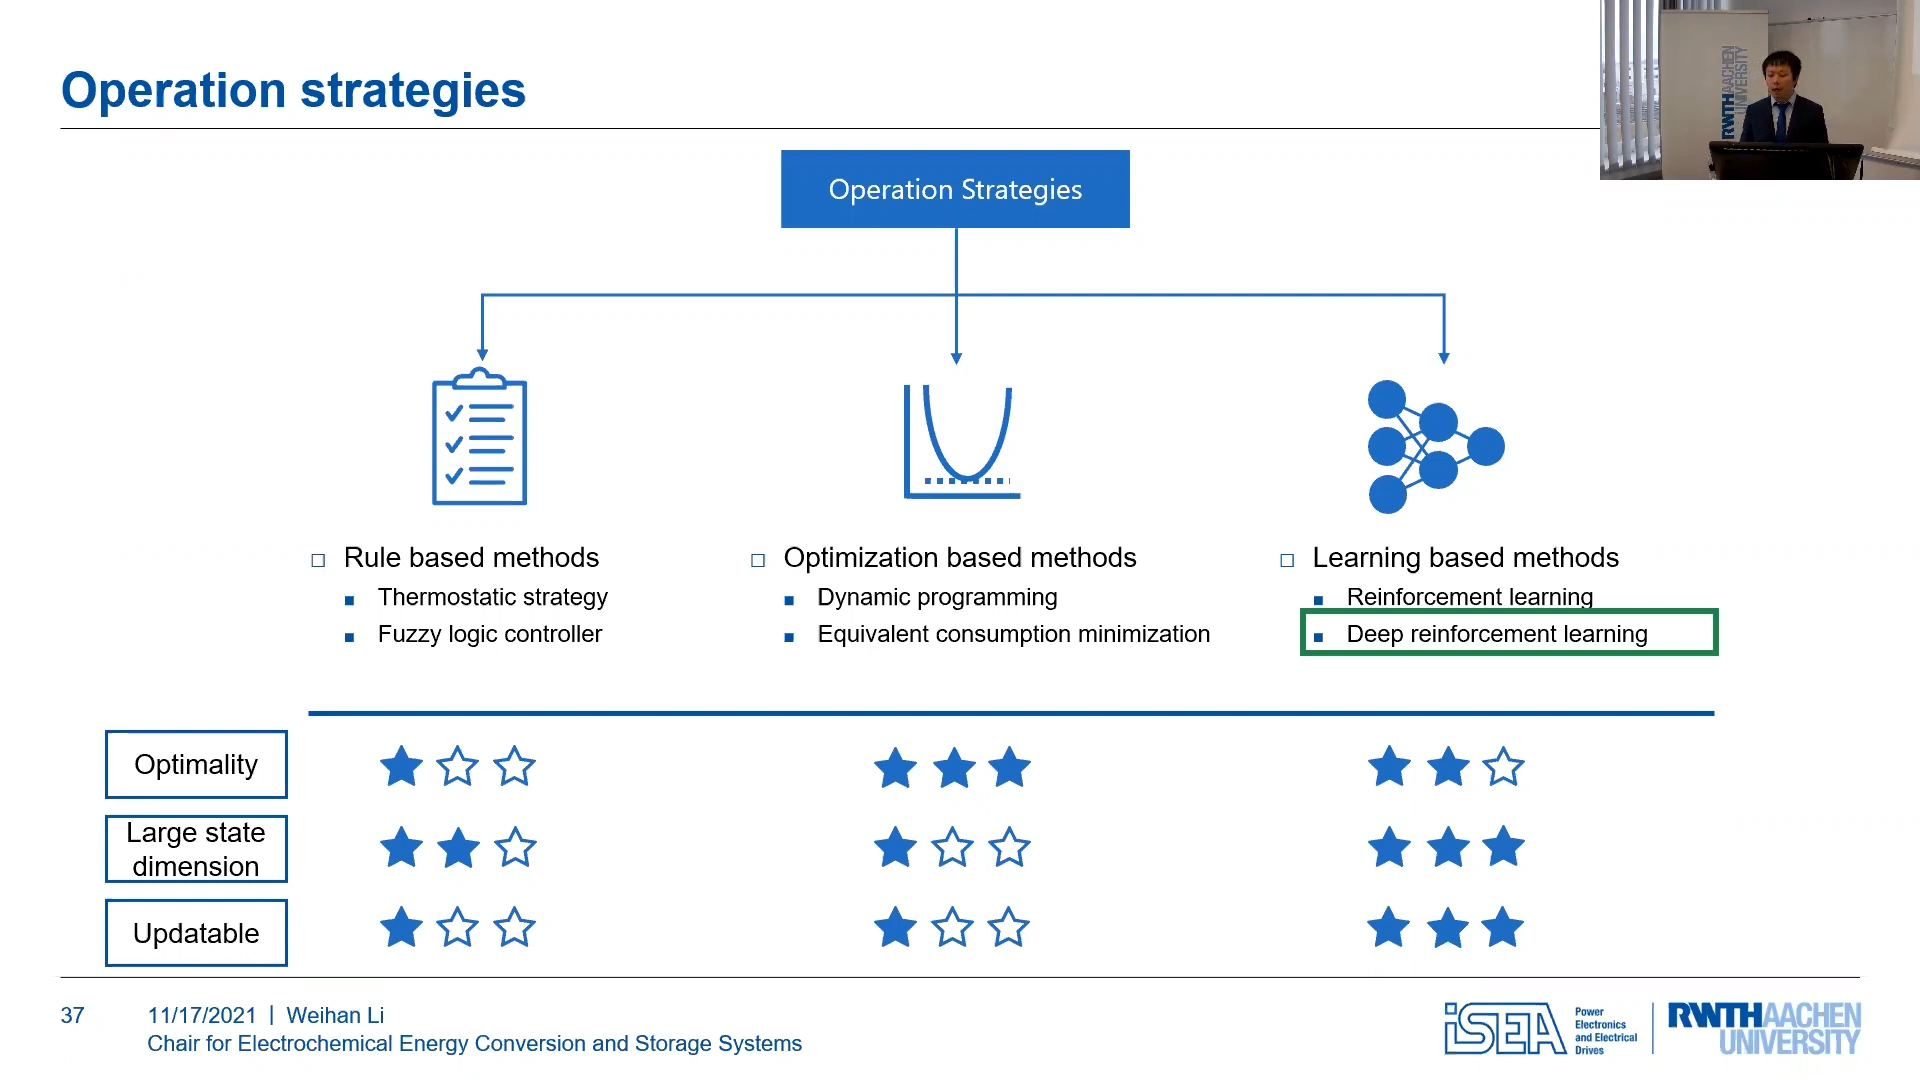 Operation strategies
RWTHAACHEN
UNIVERSITY
Operation Strategies
Rule based methods
Thermostatic strategy
Fuzzy logic controller
Optimization based methods
Dynamic programming
Equivalent consumption minimization
Learning based methods
Reinforcement learning
Deep reinforcement learning
Optimality
Large state
dimension
Updatable
37
11/17/2021 | Weihan Li
Chair for Electrochemical Energy Conversion and Storage Systems
iSEA
Power
Electronics
and Electrical
Drives
RWTHAACHEN
UNIVERSITY